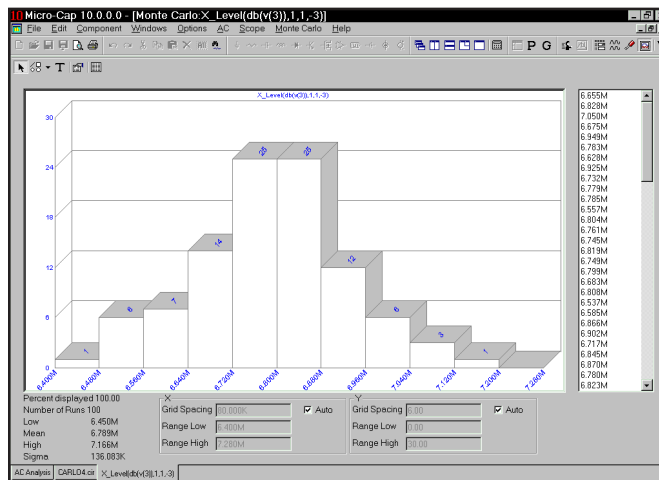 Micro-Cap 10.0.0.0 - [Monte Carlo:X_Level(db(v(3)),1,1,-3)]
File Edit Component Windows Options AC Scope Monte Carlo Help
P G
T
X_Level(db(v(3)),1,1,-3)
30
24
18
12
6
0
1
6
7
14
25
25
12
6
3
1
6.400M
6.480M
6.560M
6.640M
6.720M
6.800M
6.880M
6.960M
7.040M
7.120M
7.200M
7.280M
6.655M
6.828M
7.050M
6.675M
6.949M
6.783M
6.628M
6.925M
6.732M
6.779M
6.785M
6.557M
6.804M
6.761M
6.745M
6.819M
6.749M
6.799M
6.683M
6.808M
6.537M
6.585M
6.866M
6.902M
6.717M
6.845M
6.870M
6.780M
6.823M
Percent displayed 100.00
Number of Runs 100
Low 6.450M
Mean 6.789M
High 7.166M
Sigma 136.083K
X
Grid Spacing 80.000K Auto
Range Low 6.400M
Range High 7.280M
Y
Grid Spacing 6.00 Auto
Range Low 0.00
Range High 30.00
AC Analysis CARLO4.cir X_Level(db(v(3)),1,1,-3)